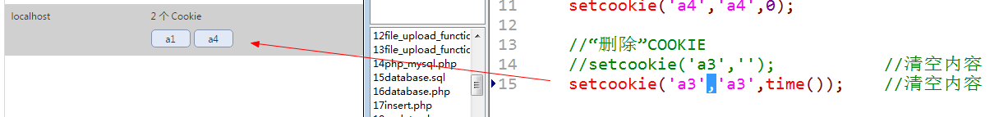 localhost
2 个 Cookie
a1
a4
12file_upload_functic
13file_upload_functic
14php_mysql.php
15database.sql
16database.php
17insert.php
11 setcookie('a4','a4',0);
12
13 //“删除”COOKIE
14 //setcookie('a3',''); //清空内容
15 setcookie('a3','a3',time()); //清空内容